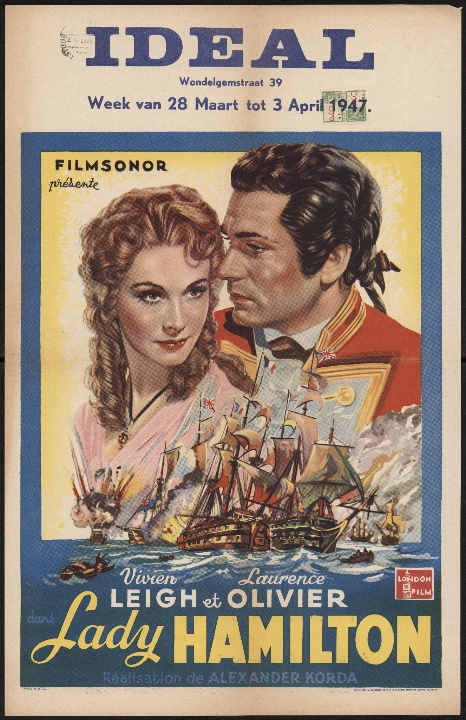 IDEAL
Wondelgemstraat 39
Week van 28 Maart tot 3 April 1947.
FILMSONOR
présente
Vivien Laurence
LEIGH et OLIVIER
LONDON
FILM
dans
Lady HAMILTON
Réalisation de ALEXANDER KORDA